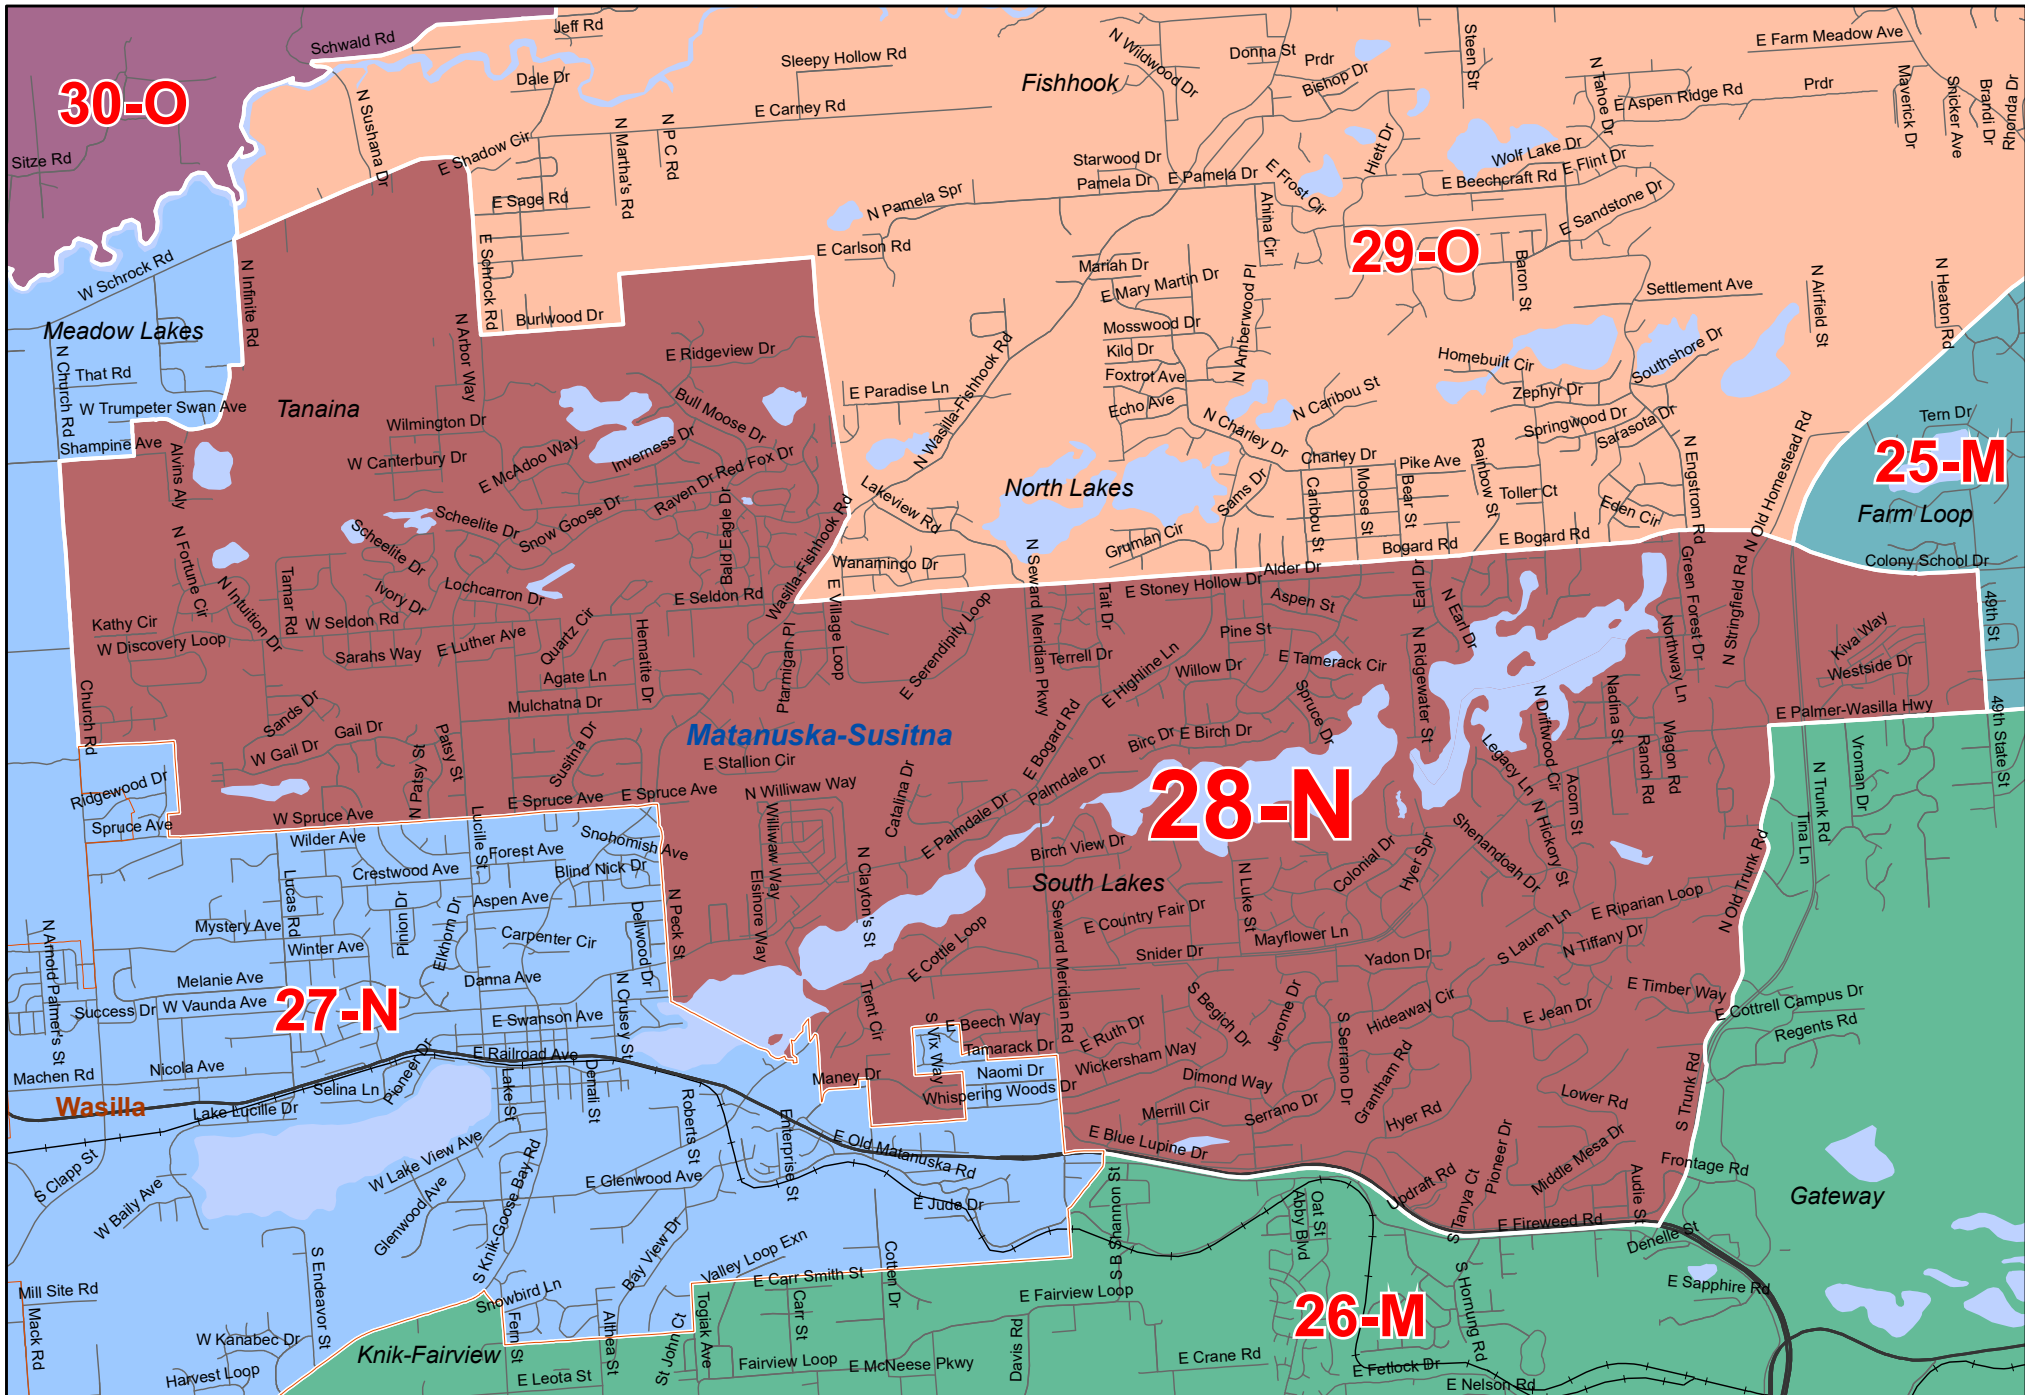 Jeff Rd
Schwald Rd
Sleepy Hollow Rd
Fishhook
N Wildwood Dr
Donna St
Prdr
Bishop Dr
Steen Str
E Farm Meadow Ave
30-O
Dale Dr
N Sushana Dr
E Carney Rd
N Tahoe Dr
E Aspen Ridge Rd
Prdr
Maverick Dr
Snicker Ave
Brandi Dr
Rhonda Dr
Sitze Rd
E Shadow Cir
N Martha's Rd
N P C Rd
Starwood Dr
Pamela Dr
E Pamela Dr
E Frost Cir
Hiett Dr
Wolf Lake Dr
E Beechcraft Rd
E Flint Dr
E Sage Rd
N Pamela Spr
Ahina Cir
E Sandstone Dr
W Schrock Rd
N Infinite Rd
E Schrock Rd
E Carlson Rd
29-O
Mariah Dr
E Mary Martin Dr
Baron St
Settlement Ave
N Airfield St
N Heaton Rd
Meadow Lakes
Burlwood Dr
N Arbor Way
N Church Rd
That Rd
W Trumpeter Swan Ave
Shampine Ave
Tanaina
E Ridgeview Dr
Mosswood Dr
Kilo Dr
Foxtrot Ave
Echo Ave
N Amberwood Pl
N Wasilla-Fishhook Rd
E Paradise Ln
N Charley Dr
N Caribou St
Homebuilt Cir
Southshore Dr
Zephyr Dr
Springwood Dr
Sarasota Dr
Tern Dr
25-M
Farm Loop
Colony School Dr
Wilmington Dr
Bull Moose Dr
Inverness Dr
W Canterbury Dr
E McAdoo Way
Red Fox Dr
Raven Dr
Alvins Aly
Scheelite Dr
Snow Goose Dr
Bald Eagle Dr
Scheelite Dr
Lakeview Rd
North Lakes
Charley Dr
Pike Ave
Sams Dr
Caribou St
Moose St
Bear St
Rainbow St
Toller Ct
Eden Cir
N Engstrom Rd
N Old Homestead Rd
Gruman Cir
Bogard Rd
E Bogard Rd
Wanamingo Dr
Wasilla-Fishhook Rd
N Fortune Cir
N Intuition Dr
Tamar Rd
Ivory Dr
Lochcarron Dr
E Seldon Rd
E Village Loop
N Seward Meridian Pkwy
Tait Dr
E Stoney Hollow Dr
Alder Dr
Aspen St
Earl Dr
N Earl Dr
Green Forest Dr
N Stringfield Rd
49th St
Kathy Cir
W Discovery Loop
W Seldon Rd
Sarahs Way
E Luther Ave
Quartz Cir
Agate Ln
Hematite Dr
Mulchatna Dr
Ptarmigan Pl
E Serendipity Loop
Terrell Dr
E Highline Ln
Pine St
Willow Dr
E Tamerack Cir
Spruce Dr
N Ridgewater St
Northway Ln
Kiva Way
Westside Dr
Church Rd
Sands Dr
Gail Dr
W Gail Dr
Patsy St
N Patsy St
Susitna Dr
Matanuska-Susitna
E Stallion Cir
E Bogard Rd
Birc Dr
E Birch Dr
Palmdale Dr
E Palmdale Dr
28-N
Legacy Ln
N Driftwood Cir
Nadina St
Wagon Rd
Ranch Rd
Acorn St
N Hickory St
E Palmer-Wasilla Hwy
49th State St
Vroman Dr
N Trunk Rd
Tina Ln
Ridgewood Dr
Spruce Ave
W Spruce Ave
E Spruce Ave
E Spruce Ave
N Williwaw Way
Williwaw Way
Elsinore Way
Catalina Dr
N Clayton's St
Wilder Ave
Lucille St
Forest Ave
Snohomish Ave
Blind Nick Dr
Crestwood Ave
Aspen Ave
Lucas Rd
Pinion Dr
Elkhorn Dr
Carpenter Cir
Dellwood Dr
N Peck St
Mystery Ave
Winter Ave
Melanie Ave
Danna Ave
N Arnold Palmer's St
Success Dr
W Vaunda Ave
27-N
E Swanson Ave
N Crusey St
Birch View Dr
South Lakes
E Country Fair Dr
N Luke St
Colonial Dr
Hyer Spr
Shenandoah Dr
E Riparian Loop
N Old Trunk Rd
Mayflower Ln
Snider Dr
S Lauren Ln
N Tiffany Dr
Yadon Dr
E Cottle Loop
Seward Meridian Rd
E Timber Way
Trent Cir
S Vix Way
E Beech Way
Tamarack Dr
E Ruth Dr
S Begich Dr
Jerome Dr
Hideaway Cir
E Jean Dr
E Cottrell Campus Dr
Regents Rd
Machen Rd
Nicola Ave
E Railroad Ave
Pioneer Dr
Selina Ln
Wasilla
Lake Lucille Dr
Lake St
Denali St
Maney Dr
Naomi Dr
Whispering Woods Dr
Wickersham Way
Dimond Way
S Serrano Dr
Grantham Rd
Merrill Cir
Serrano Dr
Hyer Rd
Lower Rd
S Trunk Rd
Roberts St
Enterprise St
E Old Matanuska Rd
E Blue Lupine Dr
Middle Mesa Dr
Pioneer Dr
Frontage Rd
S Clapp St
W Bailly Ave
W Lake View Ave
Glenwood Ave
S Knik-Goose Bay Rd
E Glenwood Ave
E Jude Dr
S B Shannon St
Abby Blvd
Oat St
Updraft Rd
S Tanya Ct
E Fireweed Rd
Audis St
Denelle St
Gateway
Bay View Dr
Valley Loop Exn
E Carr Smith St
Cotten Dr
S Endeavor St
Mill Site Rd
Mack Rd
Snowbird Ln
Fern St
Althea St
St John Ct
Togiak Ave
Carr St
E Fairview Loop
Davis Rd
26-M
S Hornung Rd
E Sapphire Rd
W Kanabec Dr
Harvest Loop
Knik-Fairview
E Leota St
Fairview Loop
E McNeese Pkwy
E Crane Rd
E Fetlock Dr
E Nelson Rd